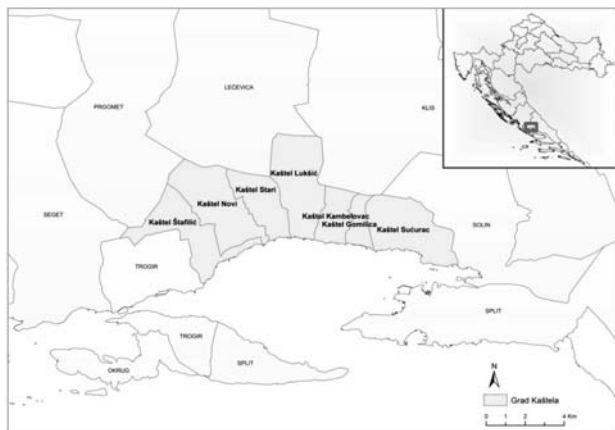 PRGOMET
LEĆEVICA
KLIS
Kaštel Lukšić
Kaštel Stari
Kaštel Novi
Kaštel Štafilić
Kaštel Kambelovac
Kaštel Gomilica
Kaštel Sućurac
SEGET
SOLIN
TROGIR
SPLIT
TROGIR
SPLIT
OKRUG
N
Grad Kaštela
0 1 2 4 Km